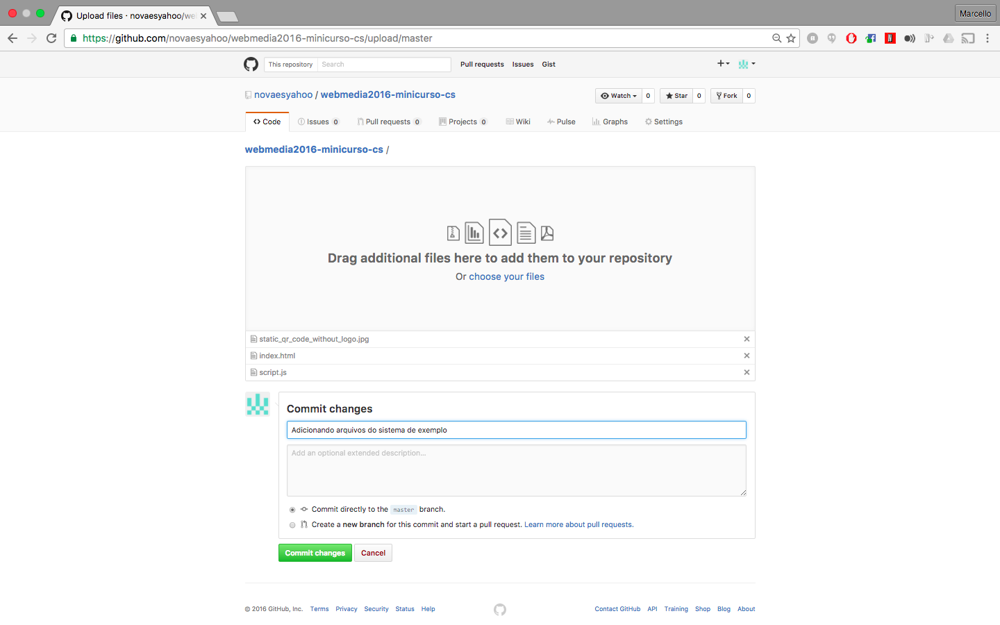 Upload files · novaesyahoo/we
Marcello
https://github.com/novaesyahoo/webmedia2016-minicurso-cs/upload/master
This repository Search Pull requests Issues Gist
novaesyahoo / webmedia2016-minicurso-cs Watch 0 Star 0 Fork 0
Code Issues 0 Pull requests 0 Projects 0 Wiki Pulse Graphs Settings
webmedia2016-minicurso-cs /
Drag additional files here to add them to your repository
Or choose your files
static_qr_code_without_logo.jpg
index.html
script.js
Commit changes
Adicionando arquivos do sistema de exemplo
Add an optional extended description...
Commit directly to the master branch.
Create a new branch for this commit and start a pull request. Learn more about pull requests.
Commit changes Cancel
© 2016 GitHub, Inc. Terms Privacy Security Status Help Contact GitHub API Training Shop Blog About